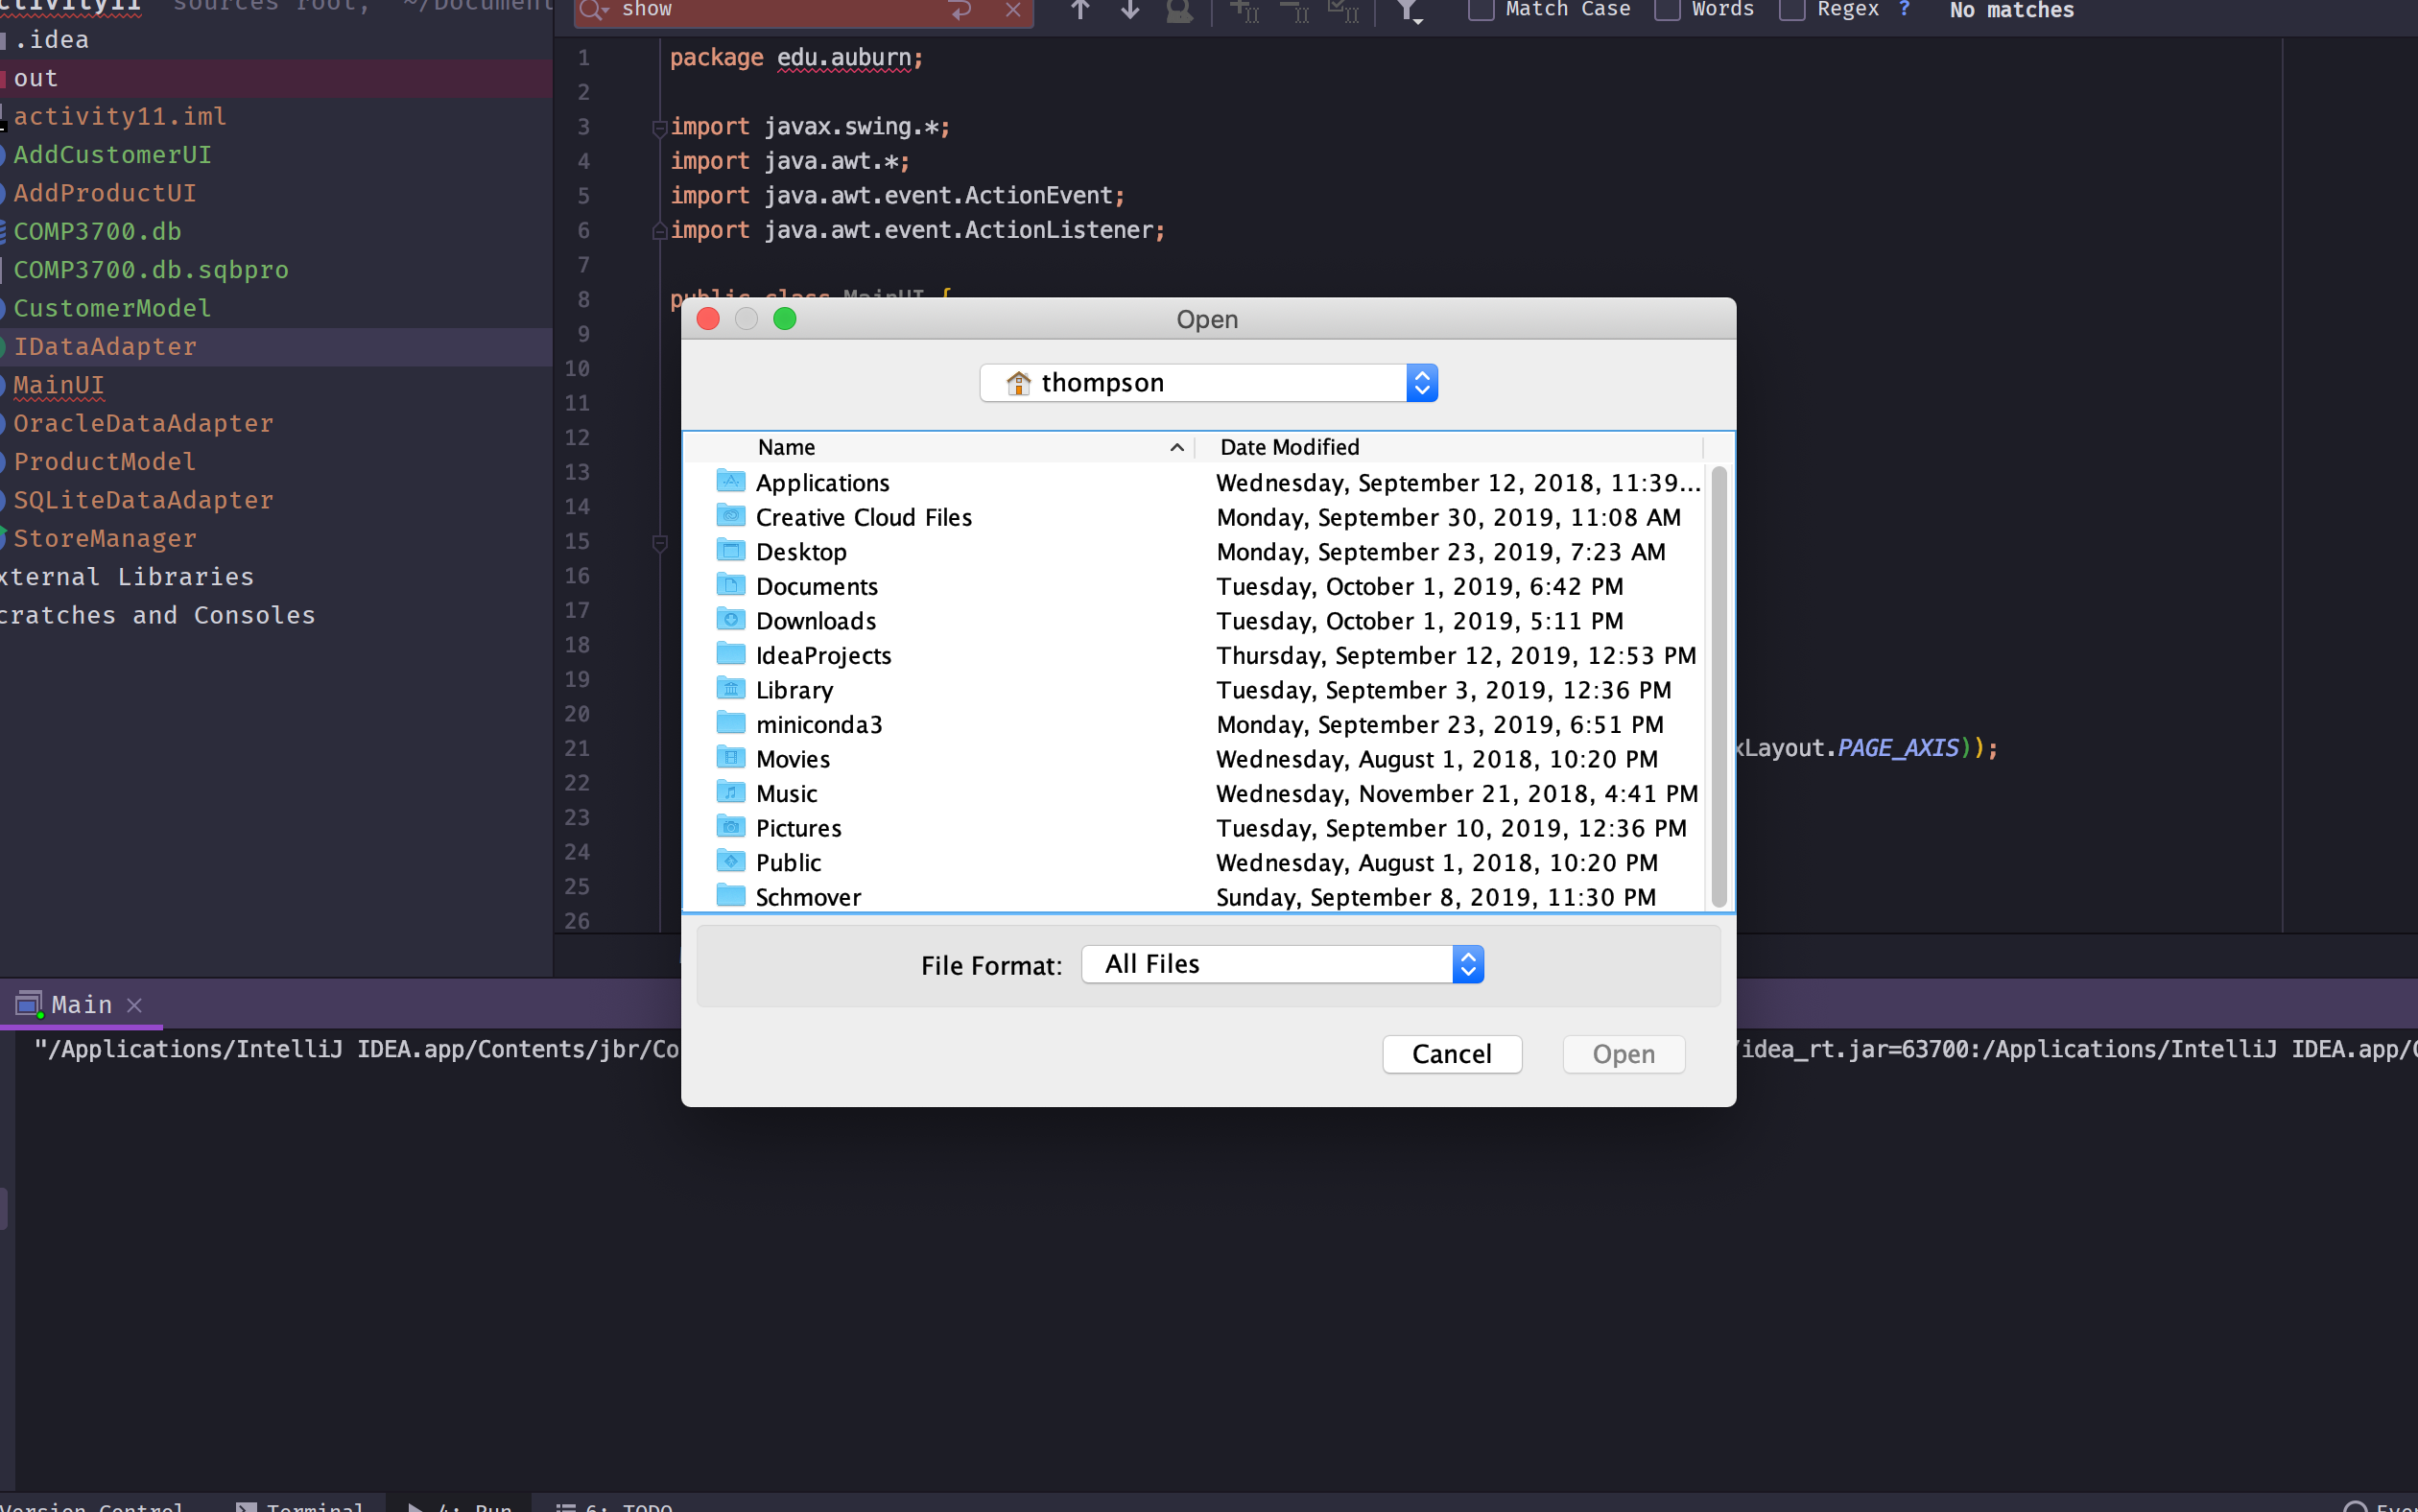 activity11 sources root, ~/Document
.idea
out
activity11.iml
AddCustomerUI
AddProductUI
COMP3700.db
COMP3700.db.sqbpro
CustomerModel
IDataAdapter
MainUI
OracleDataAdapter
ProductModel
SQLiteDataAdapter
StoreManager
xternal Libraries
cratches and Consoles
show
Match Case Words Regex ? No matches
1 package edu.auburn;
2
3 import javax.swing.*;
4 import java.awt.*;
5 import java.awt.event.ActionEvent;
6 import java.awt.event.ActionListener;
7
8 public class MainUI {
9
10
11
12
13
14
15
16
17
18
19
20
21 xLayout.PAGE_AXIS));
22
23
24
25
26
Open
thompson
Name Date Modified
Applications Wednesday, September 12, 2018, 11:39...
Creative Cloud Files Monday, September 30, 2019, 11:08 AM
Desktop Monday, September 23, 2019, 7:23 AM
Documents Tuesday, October 1, 2019, 6:42 PM
Downloads Tuesday, October 1, 2019, 5:11 PM
IdeaProjects Thursday, September 12, 2019, 12:53 PM
Library Tuesday, September 3, 2019, 12:36 PM
miniconda3 Monday, September 23, 2019, 6:51 PM
Movies Wednesday, August 1, 2018, 10:20 PM
Music Wednesday, November 21, 2018, 4:41 PM
Pictures Tuesday, September 10, 2019, 12:36 PM
Public Wednesday, August 1, 2018, 10:20 PM
Schmover Sunday, September 8, 2019, 11:30 PM
File Format: All Files
Cancel Open
Main
"/Applications/IntelliJ IDEA.app/Contents/jbr/Co /idea_rt.jar=63700:/Applications/IntelliJ IDEA.app/C
Version Control Terminal 4: Run 6: TODO Eve